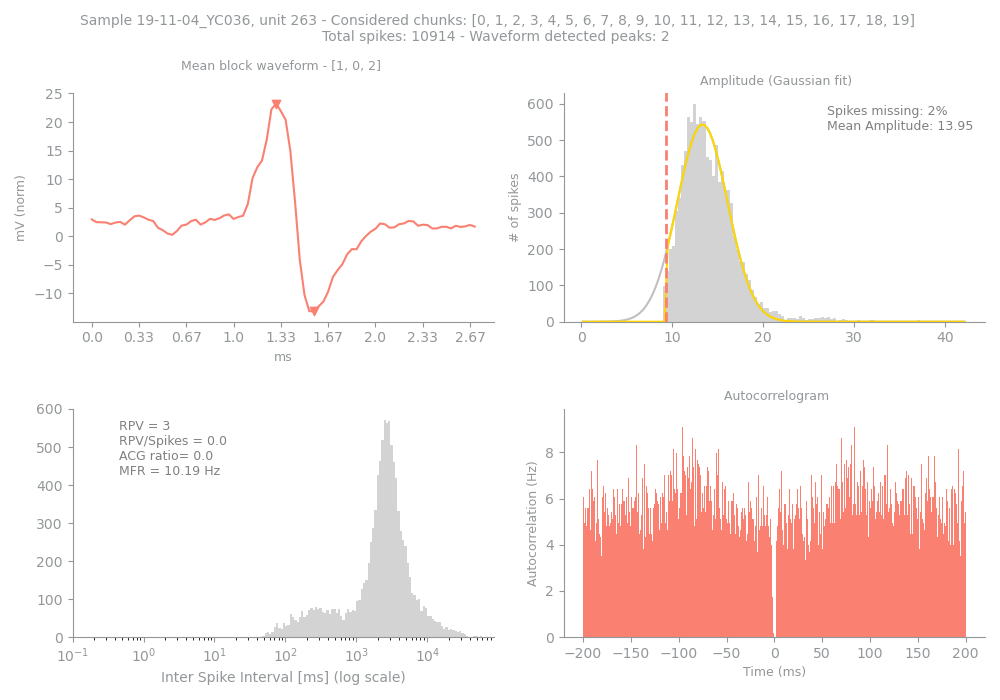 Sample 19-11-04_YC036, unit 263 - Considered chunks: [0, 1, 2, 3, 4, 5, 6, 7, 8, 9, 10, 11, 12, 13, 14, 15, 16, 17, 18, 19]
Total spikes: 10914 - Waveform detected peaks: 2
Mean block waveform - [1, 0, 2]
25
20
15
10
5
0
−5
−10
mV (norm)
0.0 0.33 0.67 1.0 1.33 1.67 2.0 2.33 2.67
ms
Amplitude (Gaussian fit)
Spikes missing: 2%
Mean Amplitude: 13.95
600
500
400
300
200
100
0
# of spikes
0 10 20 30 40
600
500
400
300
200
100
0
RPV = 3
RPV/Spikes = 0.0
ACG ratio= 0.0
MFR = 10.19 Hz
10⁻¹ 10⁰ 10¹ 10² 10³ 10⁴
Inter Spike Interval [ms] (log scale)
Autocorrelogram
8
6
4
2
0
Autocorrelation (Hz)
−200 −150 −100 −50 0 50 100 150 200
Time (ms)